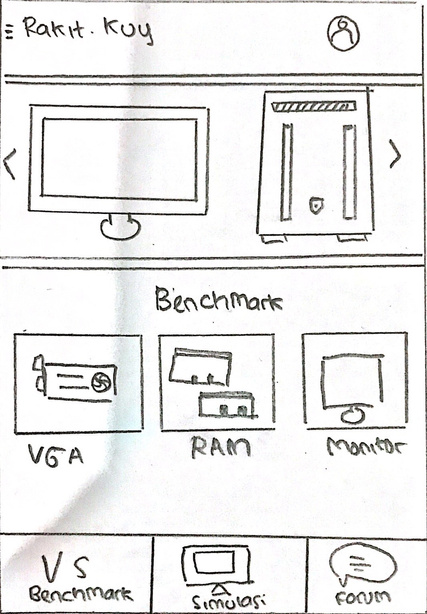 Rakit. Kuy
Benchmark
VGA
RAM
Monitor
VS
Benchmark
Simulasi
Forum